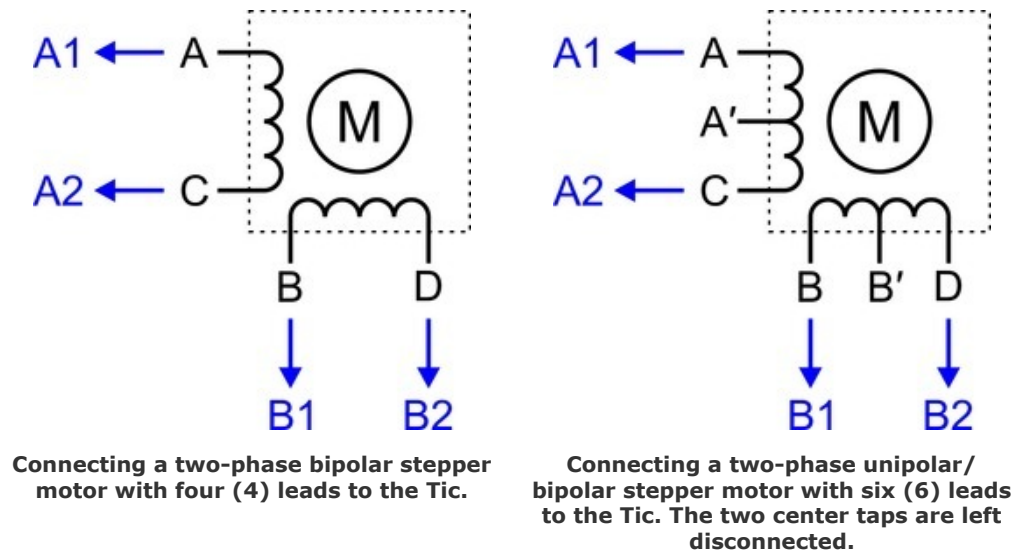 A1 A
M
A2 C
B D
B1 B2
Connecting a two-phase bipolar stepper
motor with four (4) leads to the Tic.
A1 A
A′
M
A2 C
B B′ D
B1 B2
Connecting a two-phase unipolar/
bipolar stepper motor with six (6) leads
to the Tic. The two center taps are left
disconnected.